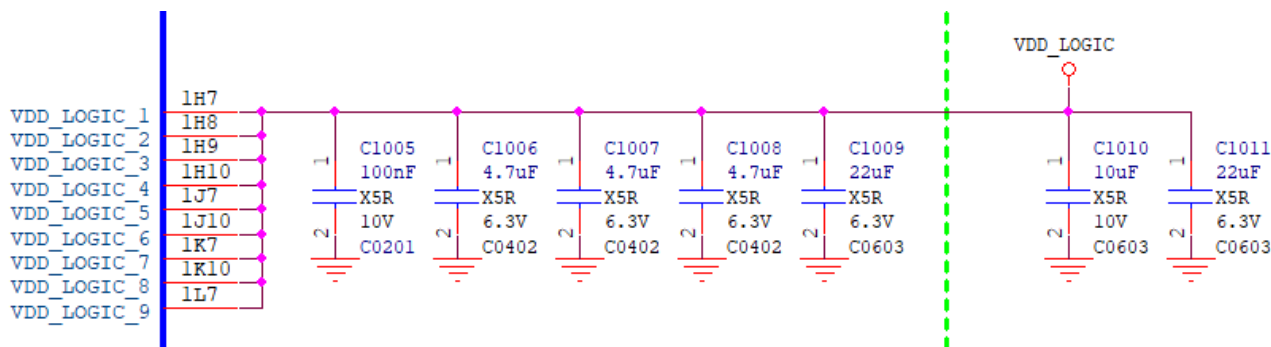 VDD_LOGIC
VDD_LOGIC_1 1H7
VDD_LOGIC_2 1H8
VDD_LOGIC_3 1H9
VDD_LOGIC_4 1H10
VDD_LOGIC_5 1J7
VDD_LOGIC_6 1J10
VDD_LOGIC_7 1K7
VDD_LOGIC_8 1K10
VDD_LOGIC_9 1L7
1
2
C1005
100nF
X5R
10V
C0201
1
2
C1006
4.7uF
X5R
6.3V
C0402
1
2
C1007
4.7uF
X5R
6.3V
C0402
1
2
C1008
4.7uF
X5R
6.3V
C0402
1
2
C1009
22uF
X5R
6.3V
C0603
1
2
C1010
10uF
X5R
10V
C0603
1
2
C1011
22uF
X5R
6.3V
C0603